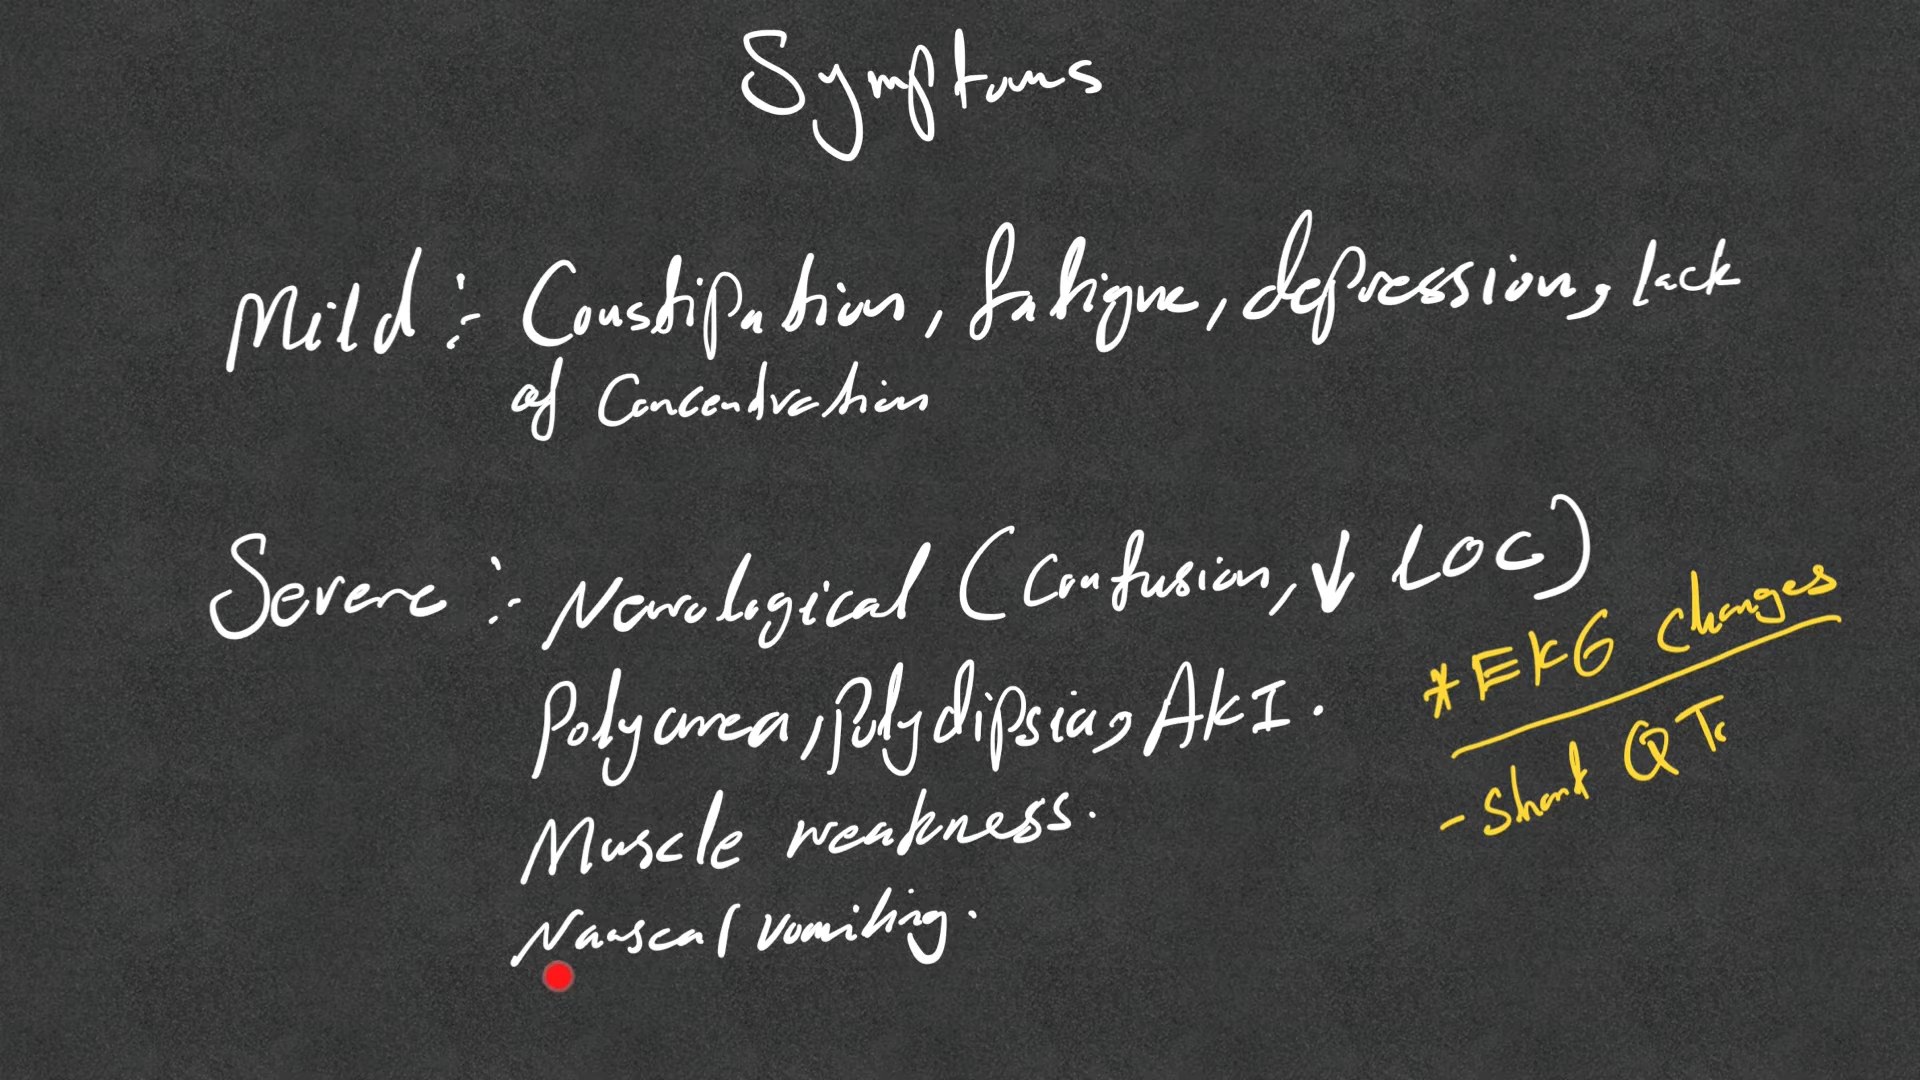 Symptoms
Mild :- Constipation, fatigue, depression, lack
of Concentration
Severe :- Neurological (Confusion, ↓ LOC)
Polyurea, Polydipsia, AKI.
Muscle weakness.
Nausea / vomiting.
* EKG changes
- Short QTc